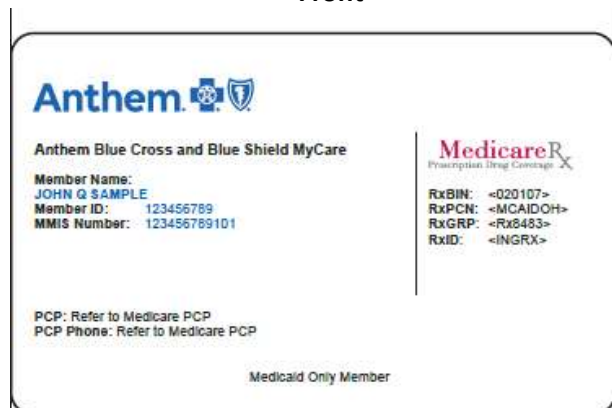 Anthem.
Anthem Blue Cross and Blue Shield MyCare
Member Name:
JOHN Q SAMPLE
Member ID: 123456789
MMIS Number: 123456789101
MedicareRx
Prescription Drug Coverage
RxBIN: <020107>
RxPCN: <MCAIDOH>
RxGRP: <Rx8483>
RxID: <INGRX>
PCP: Refer to Medicare PCP
PCP Phone: Refer to Medicare PCP
Medicaid Only Member